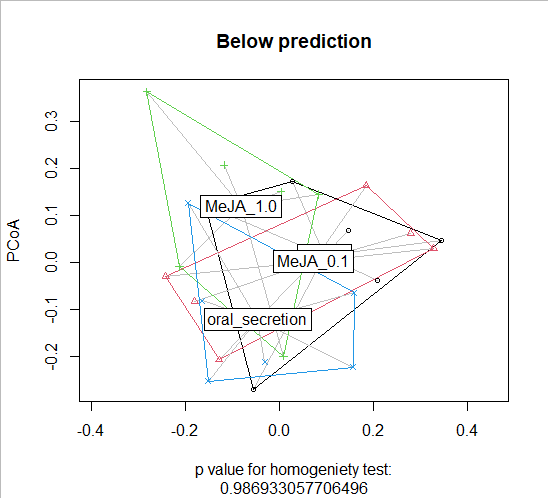 Below prediction
PCoA
0.3
0.2
0.1
0.0
-0.1
-0.2
MeJA_1.0
MeJA_0.1
oral_secretion
-0.4
-0.2
0.0
0.2
0.4
p value for homogeniety test:
0.986933057706496